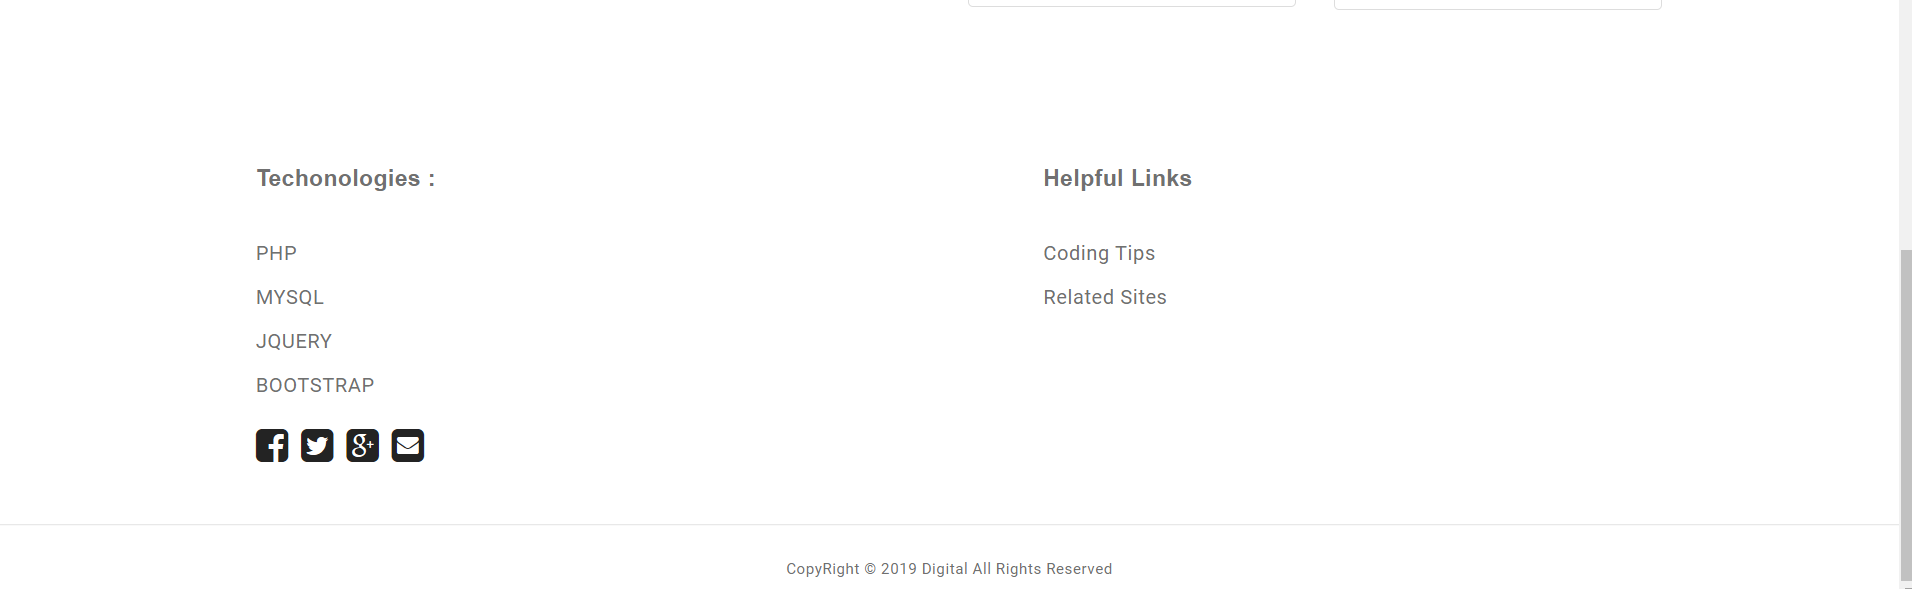 Techonologies :
PHP
MYSQL
JQUERY
BOOTSTRAP
Helpful Links
Coding Tips
Related Sites
CopyRight © 2019 Digital All Rights Reserved